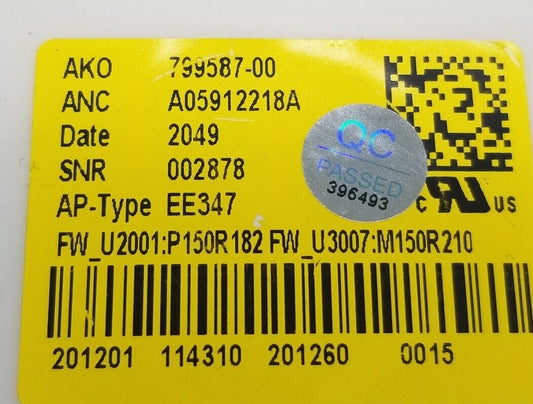 AKO 799587-00
ANC A05912218A
Date 2049
SNR 002878
AP-Type EE347
QC
PASSED
396493
C US
FW_U2001:P150R182 FW_U3007:M150R210
201201 114310 201260 0015